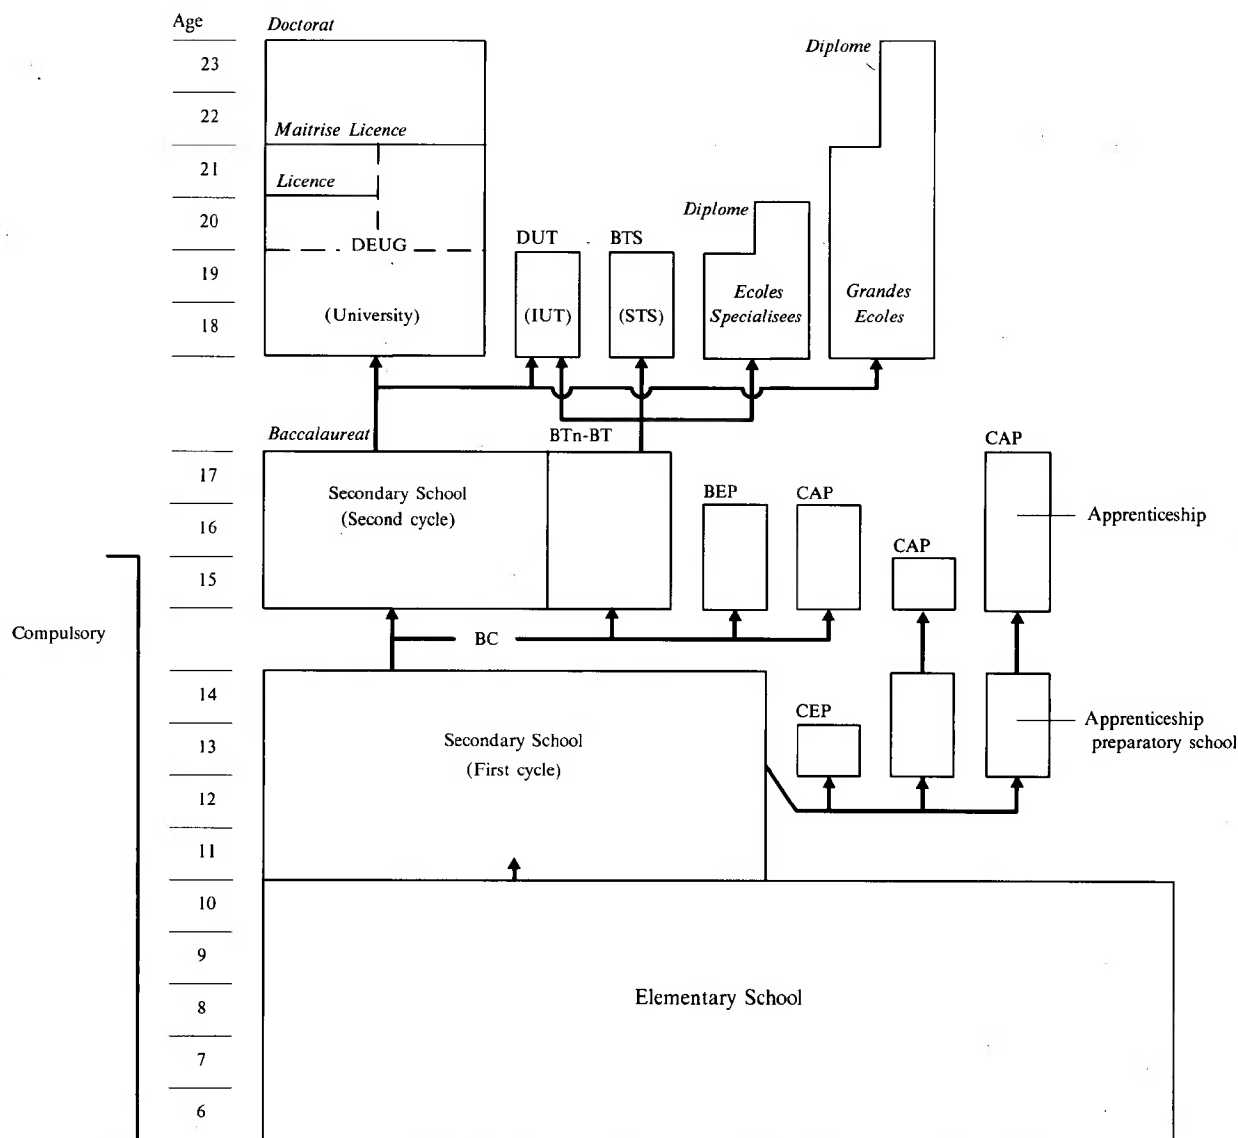 Age
Doctorat
Diplome
23
22
Maitrise Licence
21
Licence
Diplome
20
DEUG
DUT
BTS
19
Ecoles
Specialisees
Grandes
Ecoles
(University)
(IUT)
(STS)
18
Baccalaureat
BTn-BT
CAP
17
Secondary School
(Second cycle)
BEP
CAP
16
Apprenticeship
CAP
15
Compulsory
BC
14
CEP
Apprenticeship
preparatory school
13
Secondary School
(First cycle)
12
11
10
9
8
Elementary School
7
6